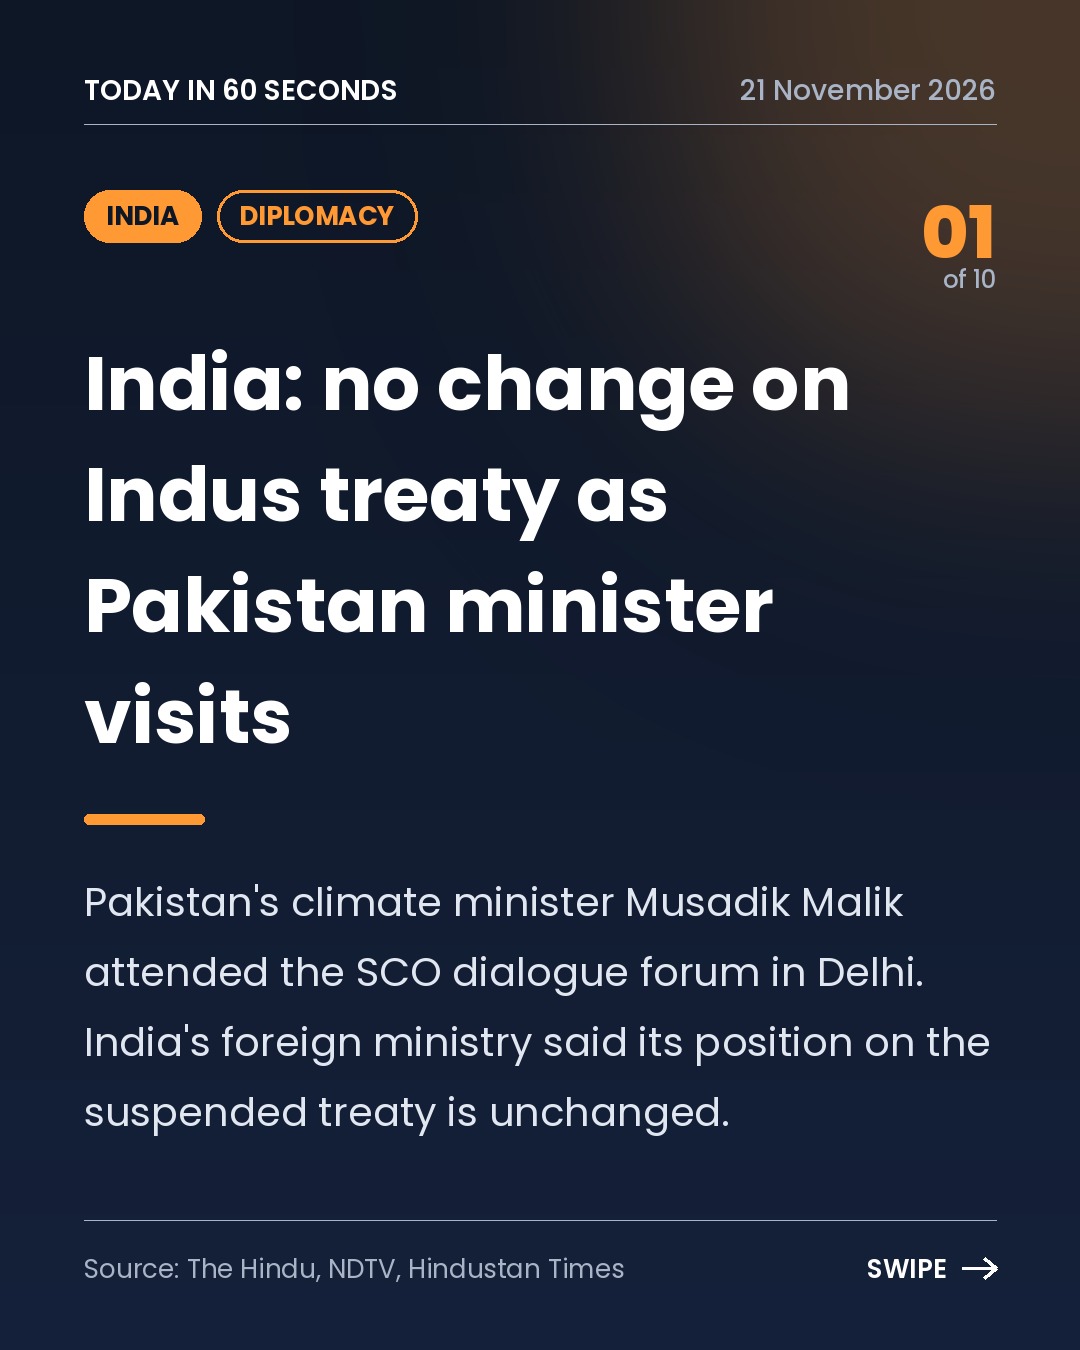 TODAY IN 60 SECONDS
21 November 2026
INDIA
DIPLOMACY
01
of 10
India: no change on
Indus treaty as
Pakistan minister
visits
Pakistan's climate minister Musadik Malik
attended the SCO dialogue forum in Delhi.
India's foreign ministry said its position on the
suspended treaty is unchanged.
Source: The Hindu, NDTV, Hindustan Times
SWIPE →